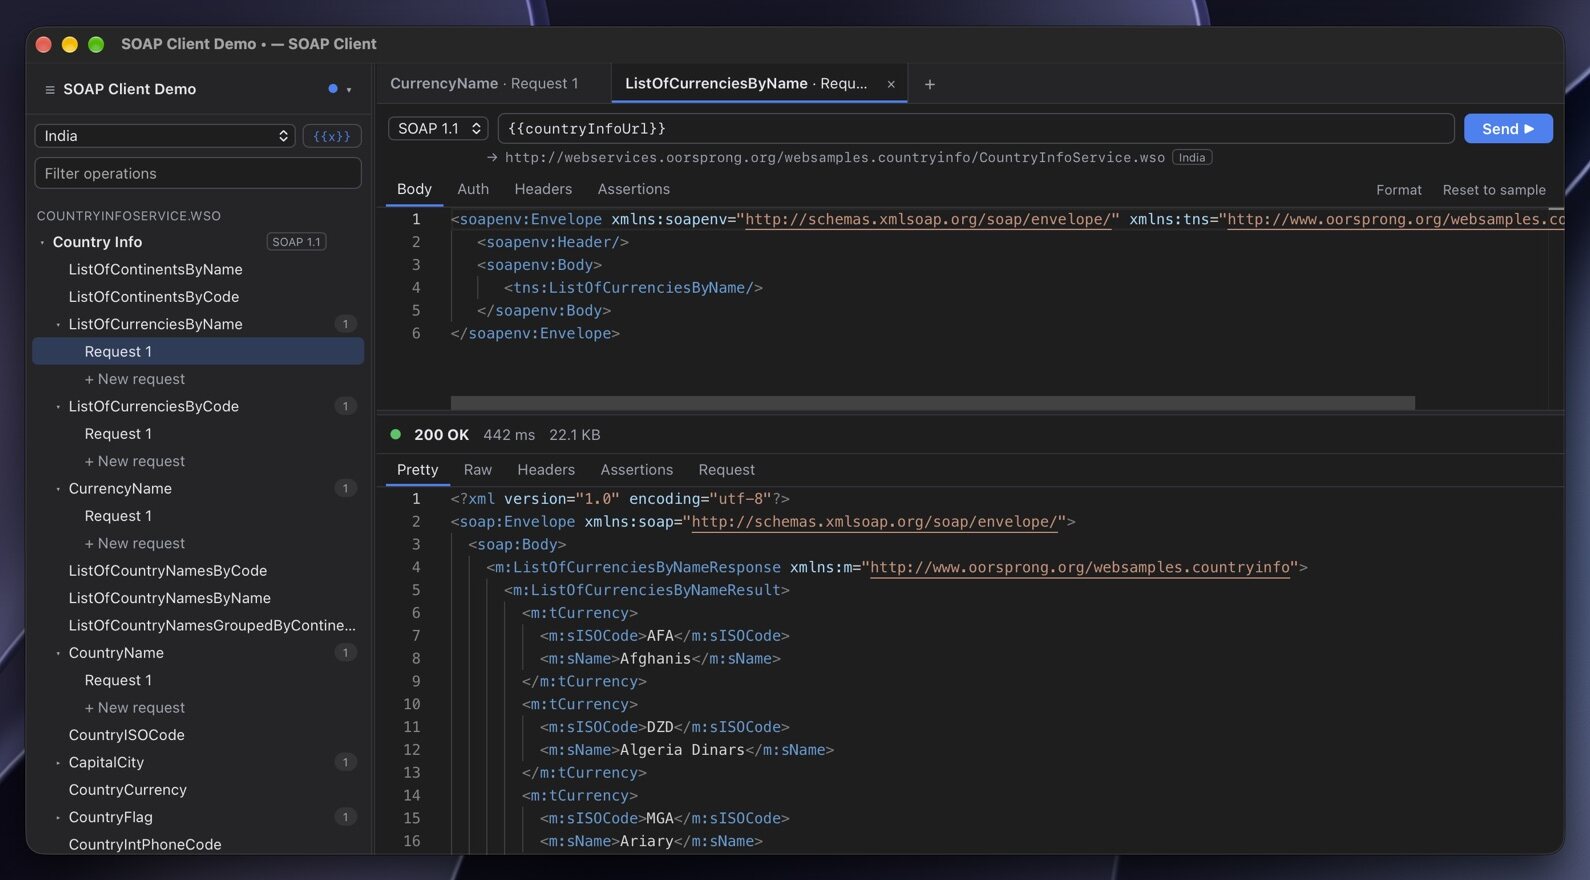 SOAP Client Demo • — SOAP Client
SOAP Client Demo
India
{{x}}
Filter operations
COUNTRYINFOSERVICE.WSO
Country Info SOAP 1.1
ListOfContinentsByName
ListOfContinentsByCode
ListOfCurrenciesByName 1
Request 1
+ New request
ListOfCurrenciesByCode 1
Request 1
+ New request
CurrencyName 1
Request 1
+ New request
ListOfCountryNamesByCode
ListOfCountryNamesByName
ListOfCountryNamesGroupedByContine...
CountryName 1
Request 1
+ New request
CountryISOCode
CapitalCity 1
CountryCurrency
CountryFlag 1
CountryIntPhoneCode
CurrencyName · Request 1
ListOfCurrenciesByName · Requ... × +
SOAP 1.1 {{countryInfoUrl}} Send
→ http://webservices.oorsprong.org/websamples.countryinfo/CountryInfoService.wso India
Body Auth Headers Assertions Format Reset to sample
1 <soapenv:Envelope xmlns:soapenv="http://schemas.xmlsoap.org/soap/envelope/" xmlns:tns="http://www.oorsprong.org/websamples.co
2 <soapenv:Header/>
3 <soapenv:Body>
4 <tns:ListOfCurrenciesByName/>
5 </soapenv:Body>
6 </soapenv:Envelope>
200 OK 442 ms 22.1 KB
Pretty Raw Headers Assertions Request
1 <?xml version="1.0" encoding="utf-8"?>
2 <soap:Envelope xmlns:soap="http://schemas.xmlsoap.org/soap/envelope/">
3 <soap:Body>
4 <m:ListOfCurrenciesByNameResponse xmlns:m="http://www.oorsprong.org/websamples.countryinfo">
5 <m:ListOfCurrenciesByNameResult>
6 <m:tCurrency>
7 <m:sISOCode>AFA</m:sISOCode>
8 <m:sName>Afghanis</m:sName>
9 </m:tCurrency>
10 <m:tCurrency>
11 <m:sISOCode>DZD</m:sISOCode>
12 <m:sName>Algeria Dinars</m:sName>
13 </m:tCurrency>
14 <m:tCurrency>
15 <m:sISOCode>MGA</m:sISOCode>
16 <m:sName>Ariary</m:sName>